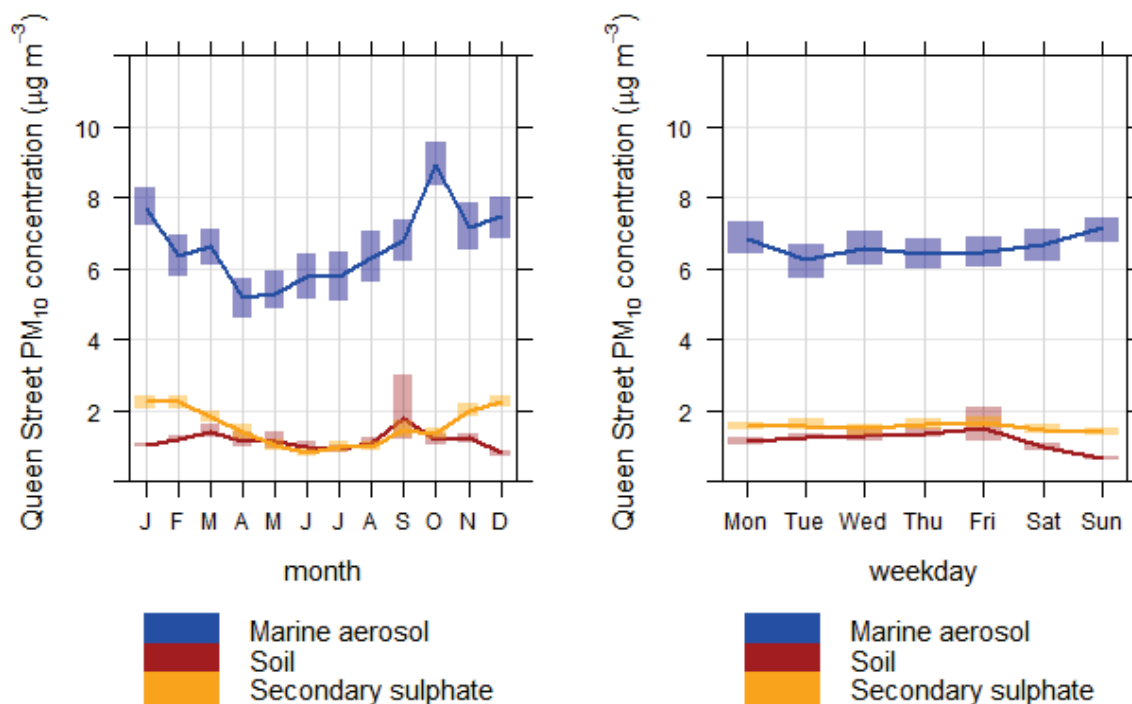 Queen Street PM₁₀ concentration (μg m⁻³)
10
8
6
4
2
J F M A M J J A S O N D
month
Marine aerosol
Soil
Secondary sulphate
Queen Street PM₁₀ concentration (μg m⁻³)
10
8
6
4
2
Mon Tue Wed Thu Fri Sat Sun
weekday
Marine aerosol
Soil
Secondary sulphate